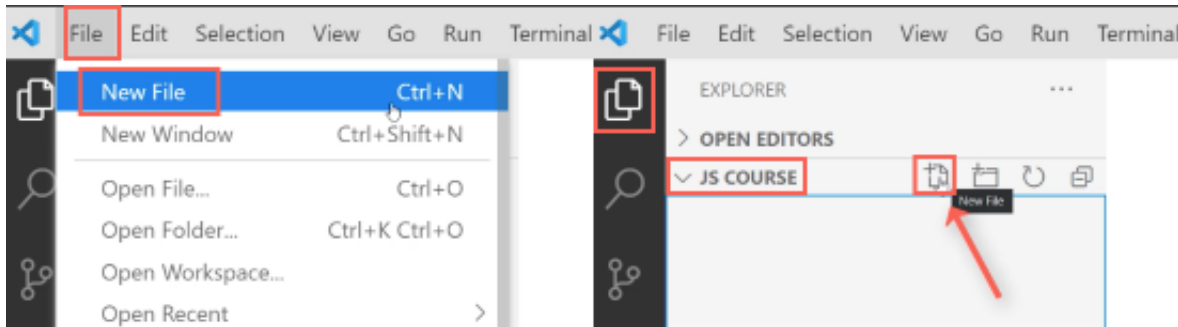 File Edit Selection View Go Run Terminal
New File Ctrl+N
New Window Ctrl+Shift+N
Open File... Ctrl+O
Open Folder... Ctrl+K Ctrl+O
Open Workspace...
Open Recent
File Edit Selection View Go Run Terminal
EXPLORER
OPEN EDITORS
JS COURSE
New File